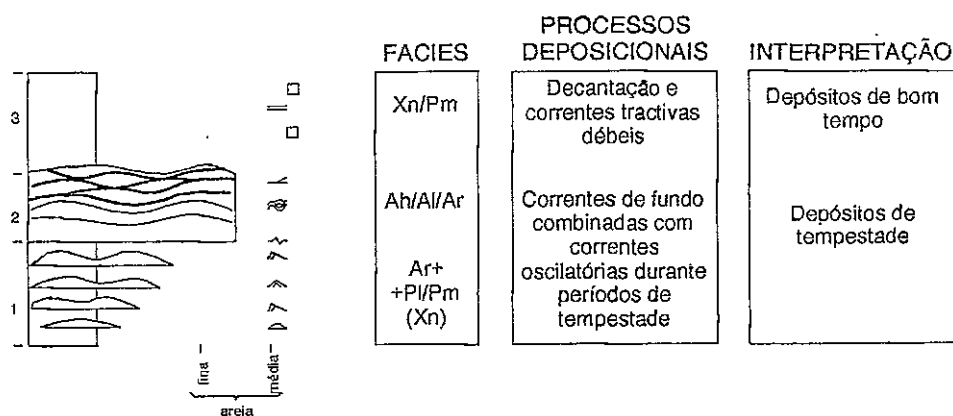 FACIES
PROCESSOS
DEPOSICIONAIS
INTERPRETAÇÃO
3
2
1
fina
média
areia
Xn/Pm
Ah/Al/Ar
Ar+
+Pl/Pm
(Xn)
Decantação e
correntes tractivas
débeis
Correntes de fundo
combinadas com
correntes
oscilatórias durante
períodos de
tempestade
Depósitos de bom
tempo
Depósitos de
tempestade